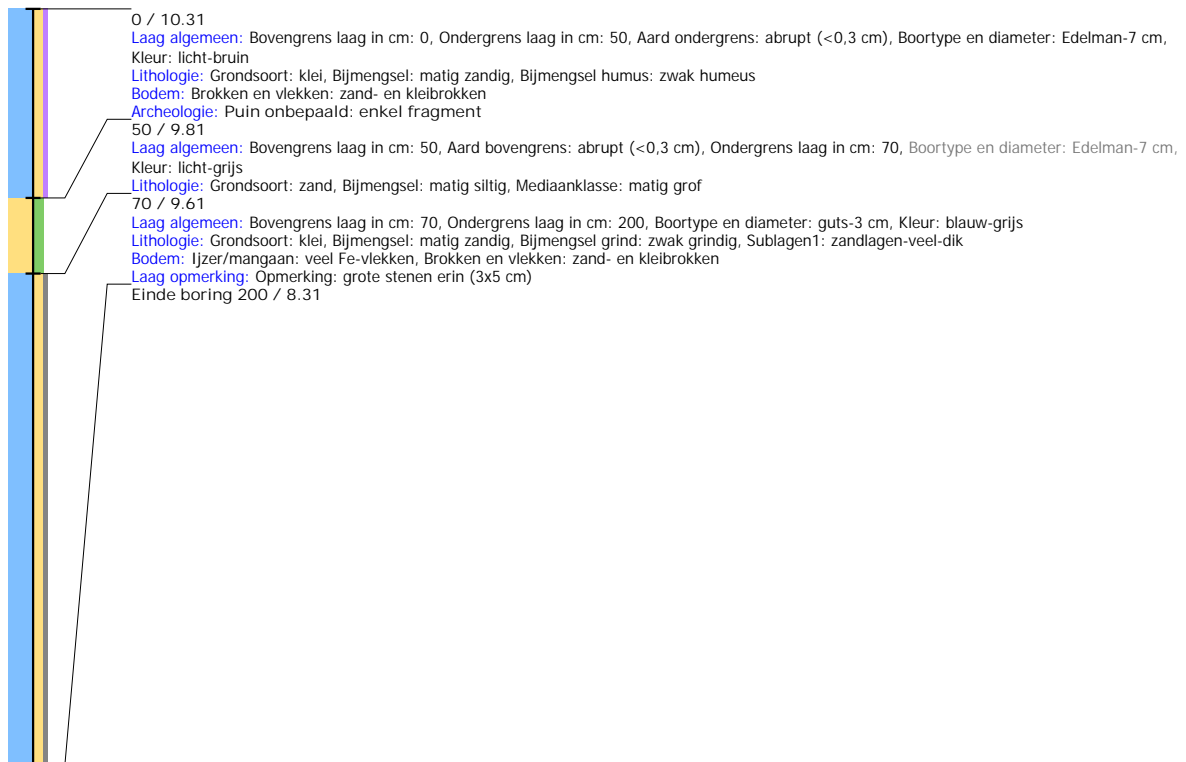 0 / 10.31
Laag algemeen: Bovengrens laag in cm: 0, Ondergrens laag in cm: 50, Aard ondergrens: abrupt (<0,3 cm), Boortype en diameter: Edelman-7 cm,
Kleur: licht-bruin
Lithologie: Grondsoort: klei, Bijmengsel: matig zandig, Bijmengsel humus: zwak humeus
Bodem: Brokken en vlekken: zand- en kleibrokken
Archeologie: Puin onbepaald: enkel fragment
50 / 9.81
Laag algemeen: Bovengrens laag in cm: 50, Aard bovengrens: abrupt (<0,3 cm), Ondergrens laag in cm: 70, Boortype en diameter: Edelman-7 cm,
Kleur: licht-grijs
Lithologie: Grondsoort: zand, Bijmengsel: matig siltig, Mediaanklasse: matig grof
70 / 9.61
Laag algemeen: Bovengrens laag in cm: 70, Ondergrens laag in cm: 200, Boortype en diameter: guts-3 cm, Kleur: blauw-grijs
Lithologie: Grondsoort: klei, Bijmengsel: matig zandig, Bijmengsel grind: zwak grindig, Sublagen1: zandlagen-veel-dik
Bodem: Ijzer/mangaan: veel Fe-vlekken, Brokken en vlekken: zand- en kleibrokken
Laag opmerking: Opmerking: grote stenen erin (3x5 cm)
Einde boring 200 / 8.31